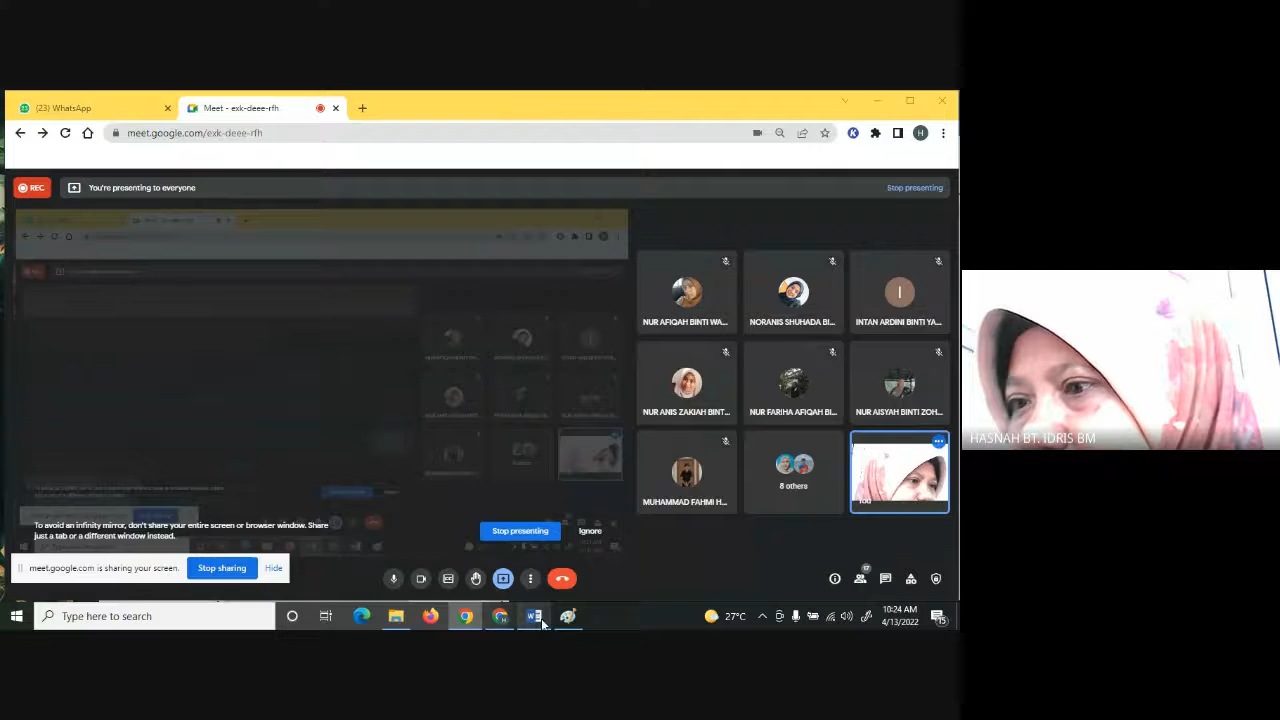 (23) WhatsApp
Meet - exk-deee-rfh
meet.google.com/exk-deee-rfh
H
REC
You're presenting to everyone
Stop presenting
NUR AFIQAH BINTI WA...
NORANIS SHUHADA BI...
I
INTAN ARDINI BINTI YA...
NUR ANIS ZAKIAH BINT...
NUR FARIHA AFIQAH BI...
NUR AISYAH BINTI ZOH...
MUHAMMAD FAHMI H...
8 others
You
HASNAH BT. IDRIS BM
To avoid an infinity mirror, don't share your entire screen or browser window. Share
just a tab or a different window instead.
Stop presenting
Ignore
meet.google.com is sharing your screen.
Stop sharing
Hide
17
Type here to search
27°C
10:24 AM
4/13/2022
15